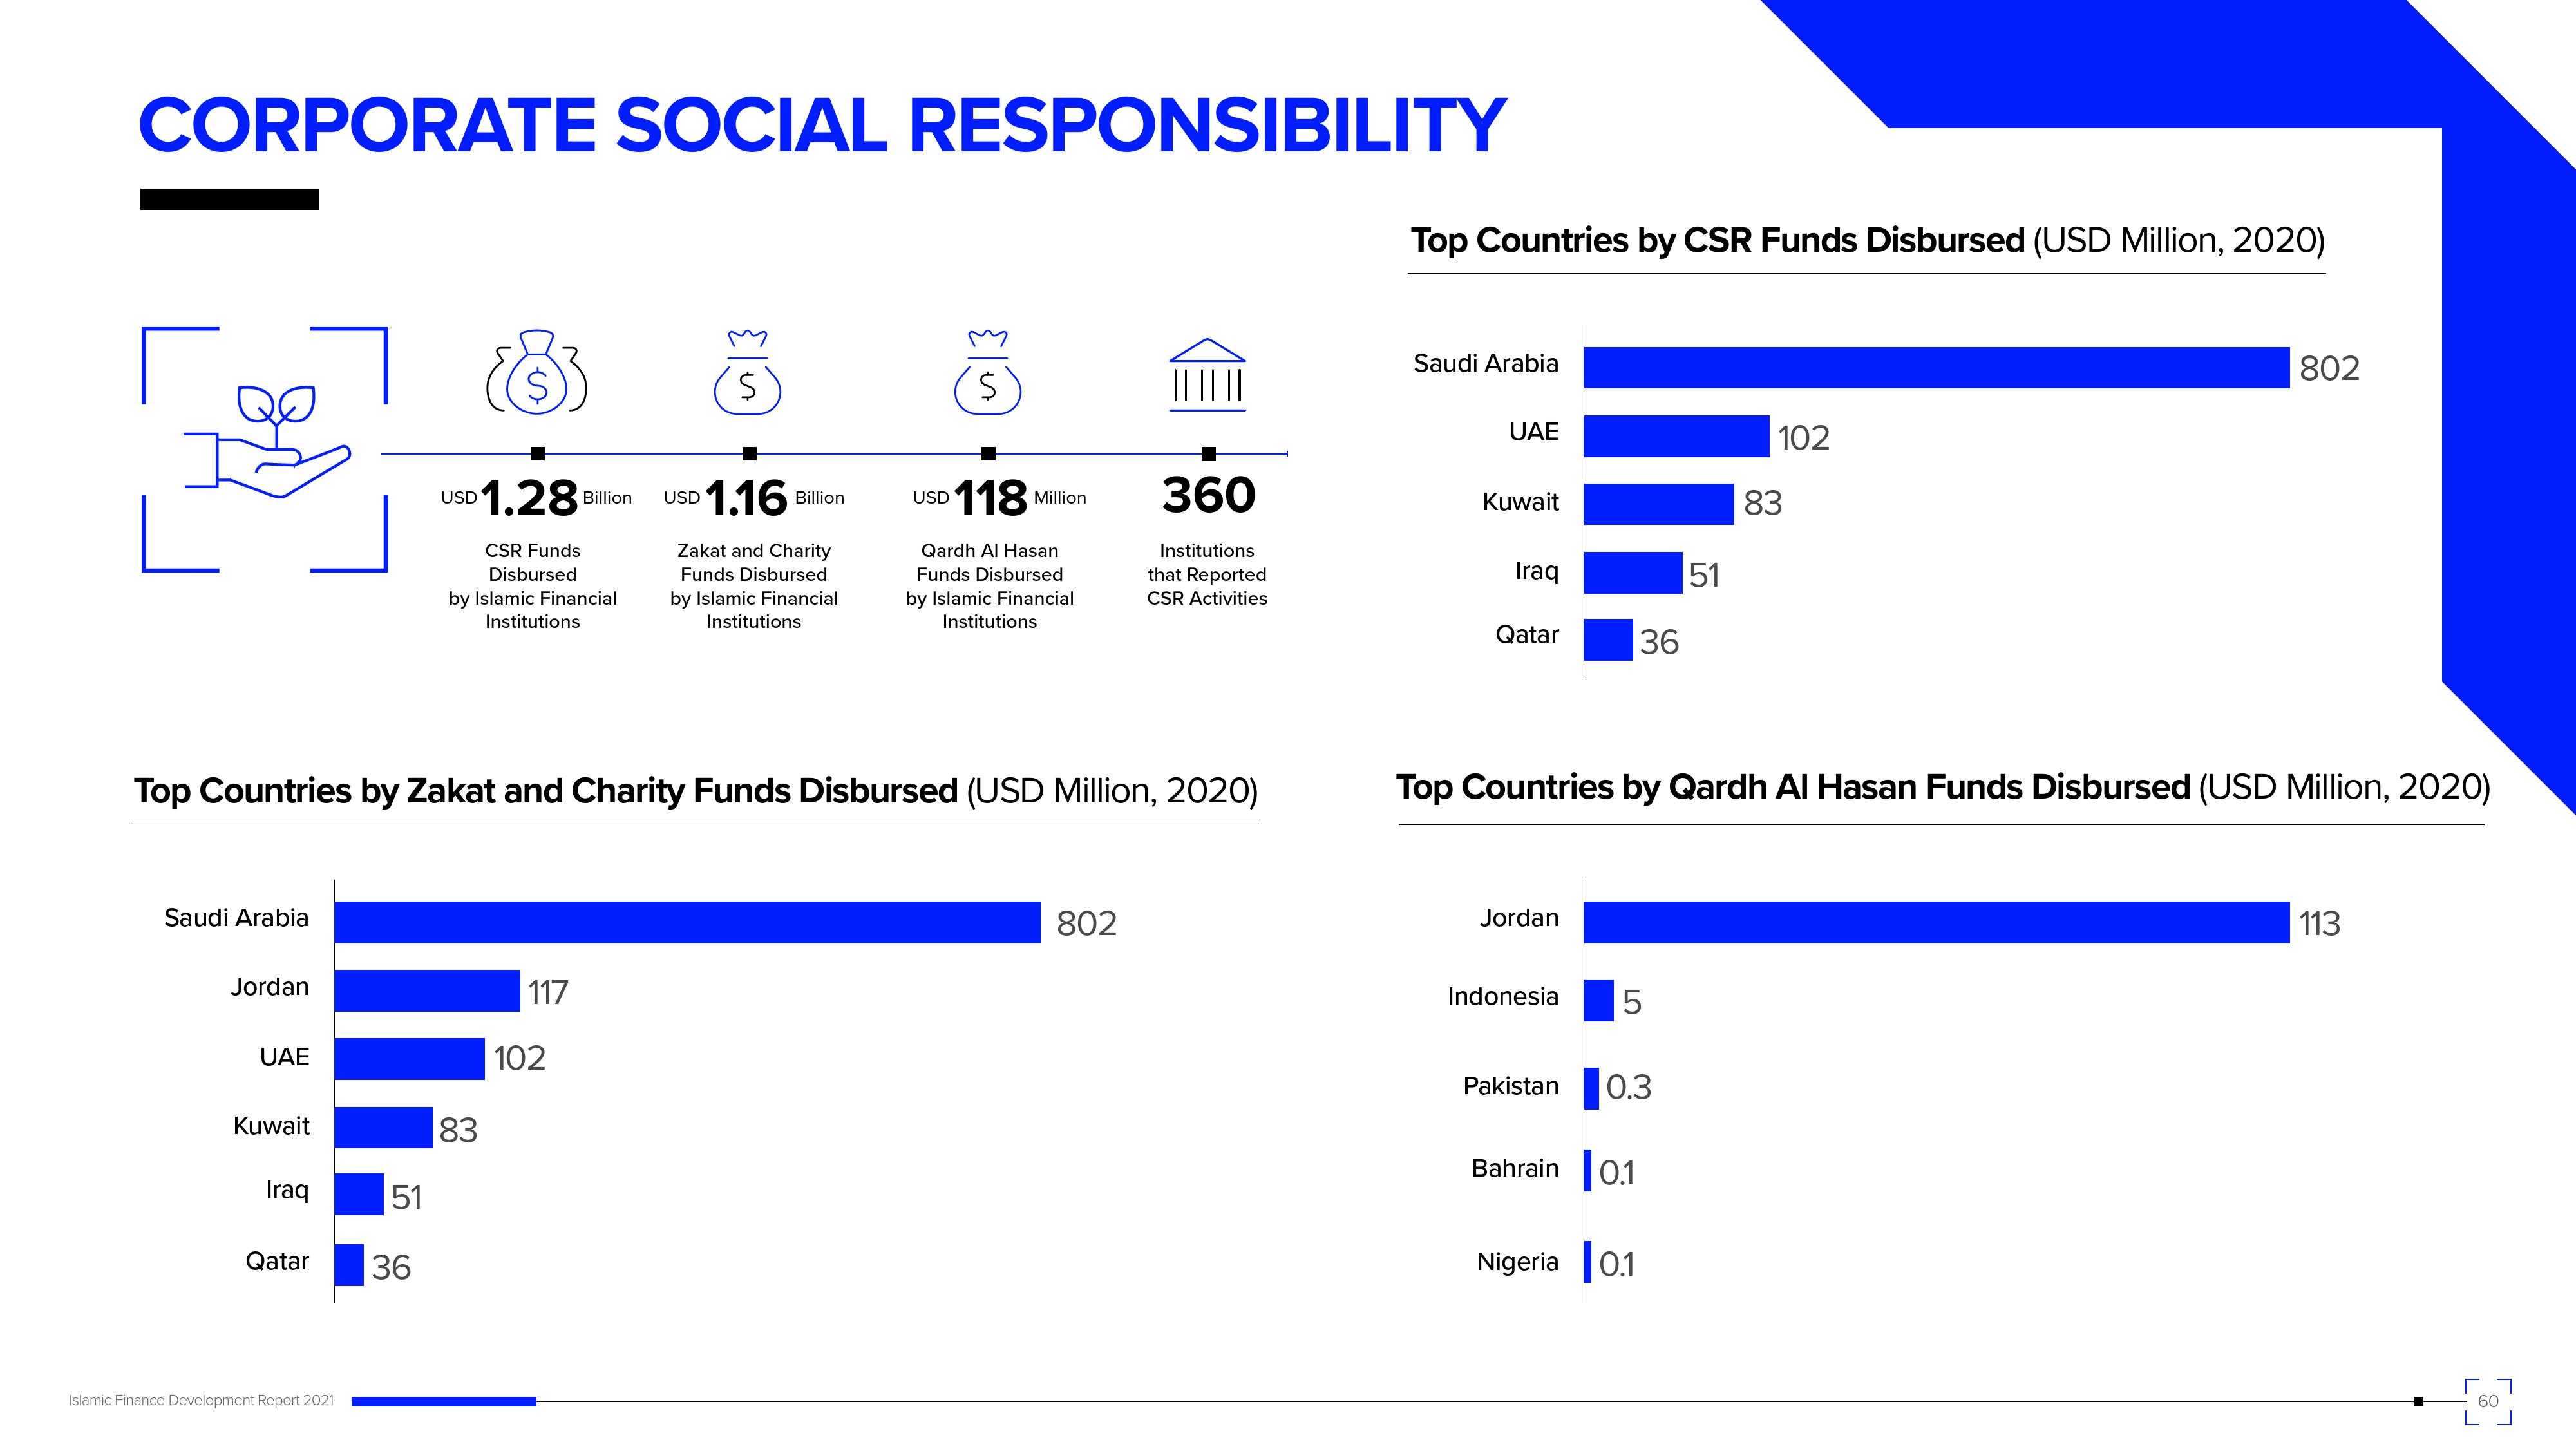 CORPORATE SOCIAL RESPONSIBILITY
USD 1.28 Billion
CSR Funds
Disbursed
by Islamic Financial
Institutions
USD 1.16 Billion
Zakat and Charity
Funds Disbursed
by Islamic Financial
Institutions
USD 118 Million
Qardh Al Hasan
Funds Disbursed
by Islamic Financial
Institutions
360
Institutions
that Reported
CSR Activities
Top Countries by CSR Funds Disbursed (USD Million, 2020)
Saudi Arabia 802
UAE 102
Kuwait 83
Iraq 51
Qatar 36
Top Countries by Zakat and Charity Funds Disbursed (USD Million, 2020)
Saudi Arabia 802
Jordan 117
UAE 102
Kuwait 83
Iraq 51
Qatar 36
Top Countries by Qardh Al Hasan Funds Disbursed (USD Million, 2020)
Jordan 113
Indonesia 5
Pakistan 0.3
Bahrain 0.1
Nigeria 0.1
Islamic Finance Development Report 2021
60